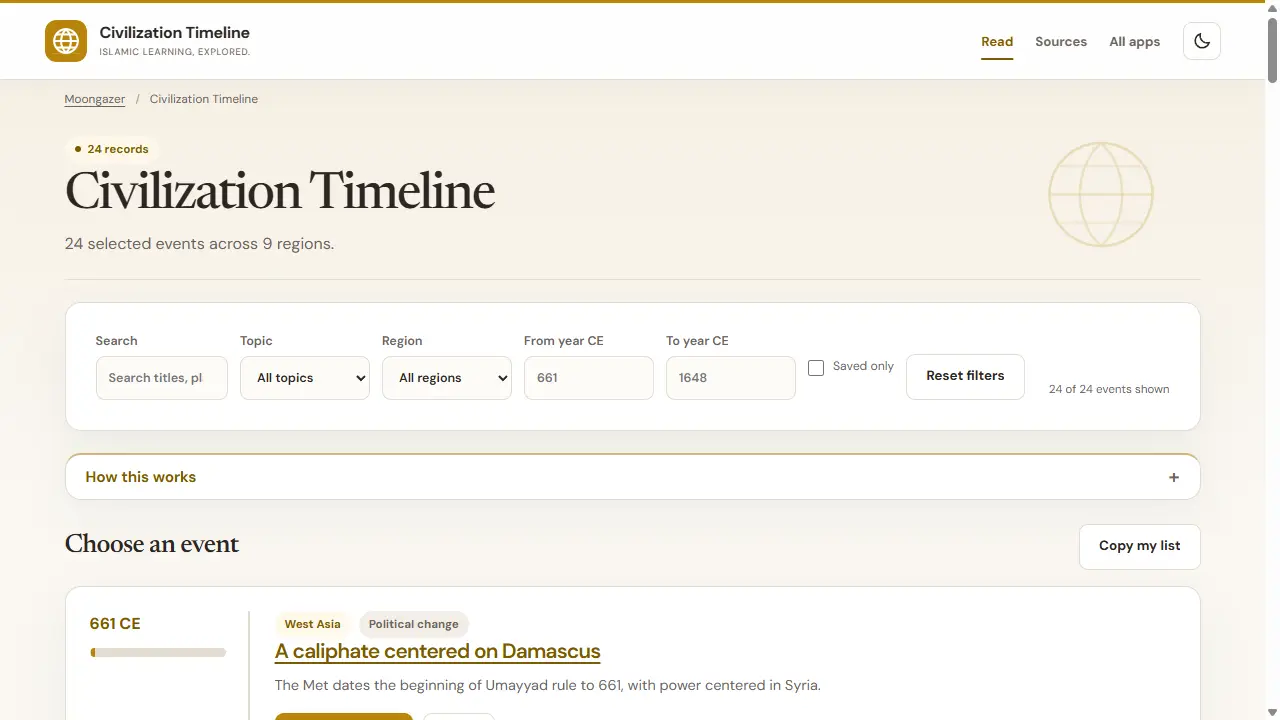 Civilization Timeline
ISLAMIC LEARNING, EXPLORED.
Read
Sources
All apps
Moongazer / Civilization Timeline
24 records
Civilization Timeline
24 selected events across 9 regions.
Search
Topic
Region
From year CE
To year CE
Search titles, pl
All topics
All regions
661
1648
Saved only
Reset filters
24 of 24 events shown
How this works
+
Choose an event
Copy my list
661 CE
West Asia
Political change
A caliphate centered on Damascus
The Met dates the beginning of Umayyad rule to 661, with power centered in Syria.